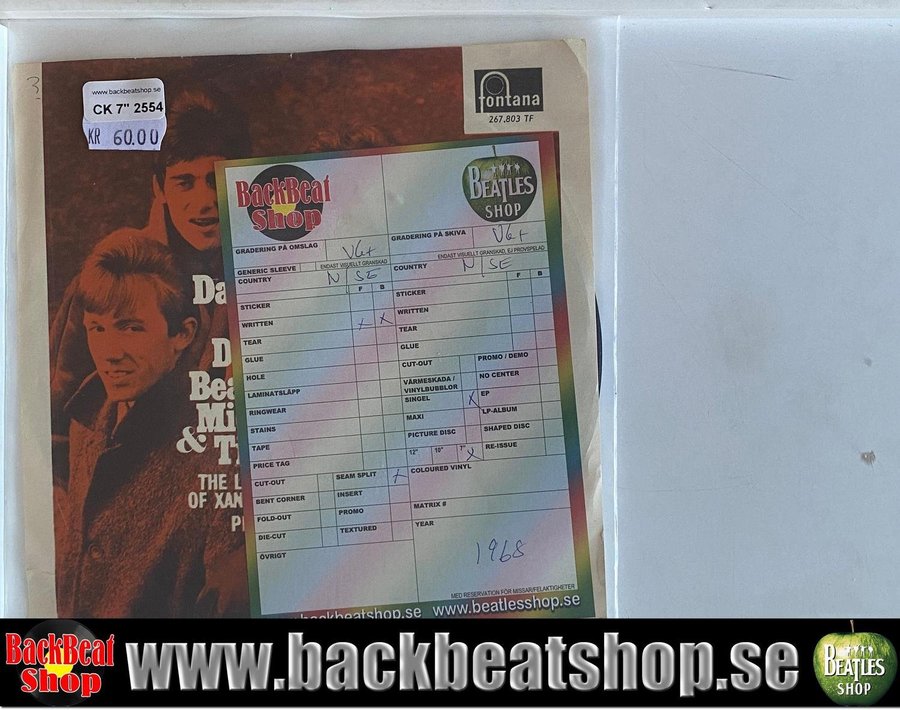 3
www.backbeatshop.se
CK 7" 2554
KR 60.00
fontana
267.803 TF
Da
D
Bea
Mi
& T
THE L
OF XAN
P
BackBeat
Shop
BEATLES
SHOP
GRADERING PÅ OMSLAG VG+
GRADERING PÅ SKIVA VG+
ENDAST VISUELLT GRANSKAD
ENDAST VISUELLT GRANSKAD, EJ PROVSPELAD
GENERIC SLEEVE
COUNTRY N SE
COUNTRY N SE
F B
F B
STICKER
WRITTEN x x
TEAR
GLUE
HOLE
LAMINATSLÄPP
RINGWEAR
STAINS
TAPE
PRICE TAG
STICKER
WRITTEN
TEAR
GLUE
CUT-OUT
PROMO / DEMO
VÄRMESKADA /
VINYLBUBBLOR
NO CENTER
SINGEL x
EP
MAXI
LP-ALBUM
PICTURE DISC
SHAPED DISC
12" 10" 7" x
RE-ISSUE
CUT-OUT
SEAM SPLIT x
COLOURED VINYL
BENT CORNER
INSERT
FOLD-OUT
PROMO
MATRIX #
DIE-CUT
TEXTURED
YEAR
ÖVRIGT
1968
MED RESERVATION FÖR MISSAR/FELAKTIGHETER
backbeatshop.se www.beatlesshop.se
BackBeat
Shop
www.backbeatshop.se
BEATLES
SHOP